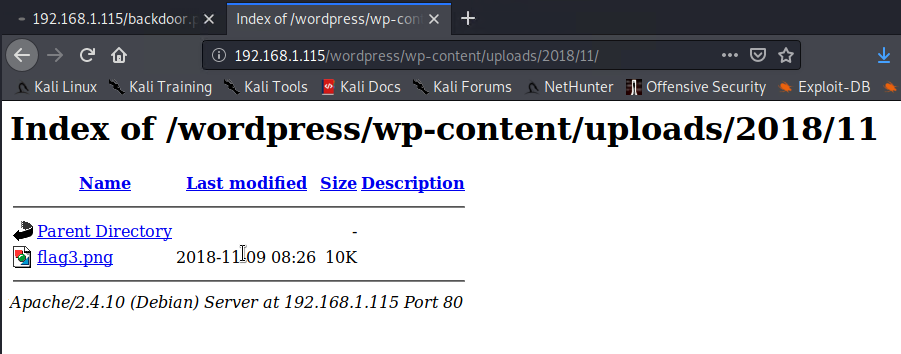 192.168.1.115/backdoor.p
Index of /wordpress/wp-cont
192.168.1.115/wordpress/wp-content/uploads/2018/11/
Kali Linux Kali Training Kali Tools Kali Docs Kali Forums NetHunter Offensive Security Exploit-DB
Index of /wordpress/wp-content/uploads/2018/11
Name Last modified Size Description
Parent Directory -
flag3.png 2018-11-09 08:26 10K
Apache/2.4.10 (Debian) Server at 192.168.1.115 Port 80